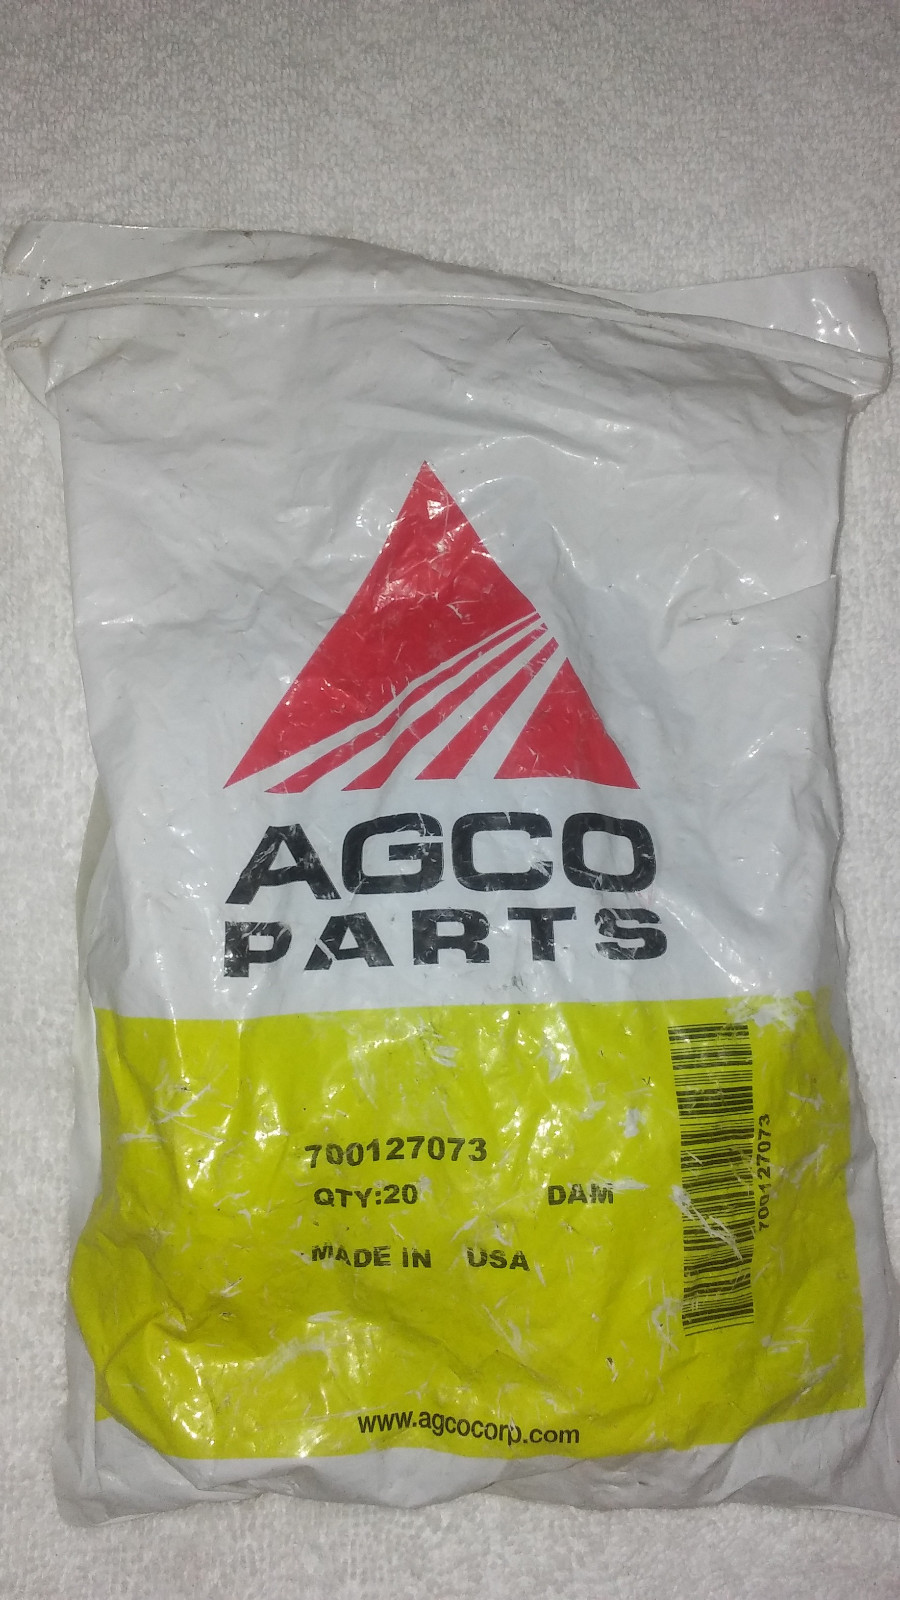 AGCO
PARTS
700127073
QTY:20 DAM
MADE IN USA
700127073
www.agcocorp.com